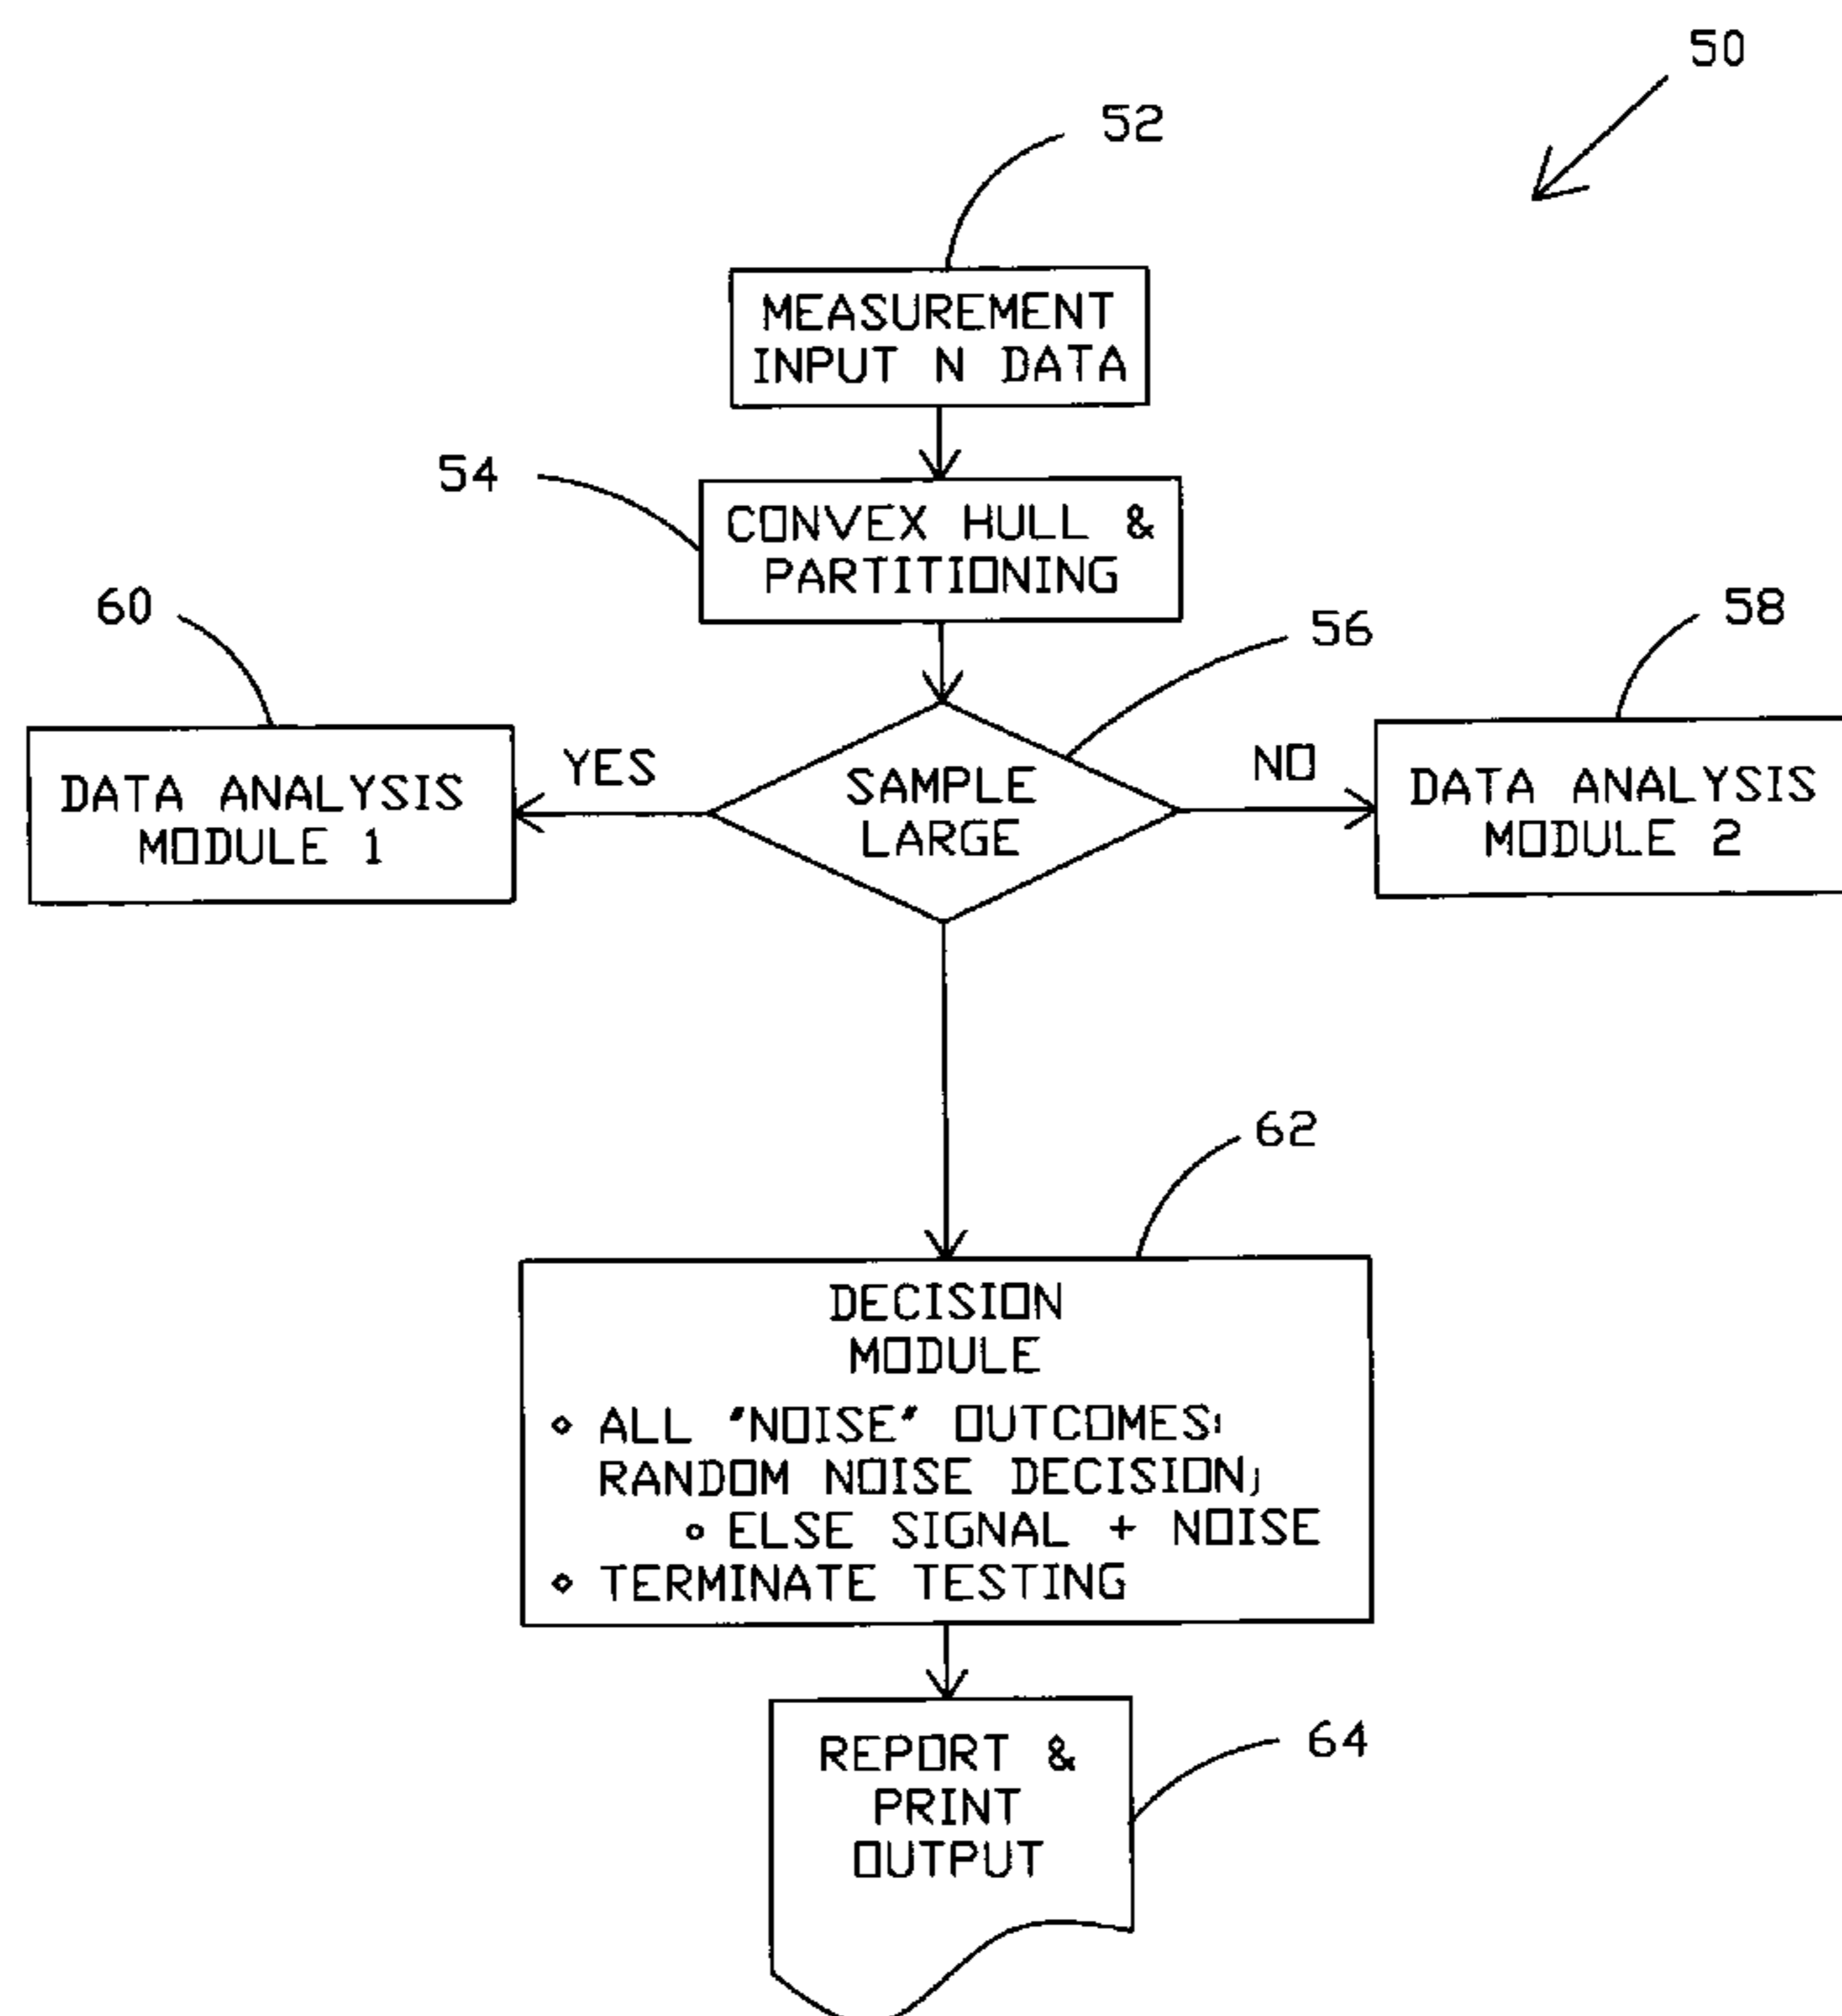 50
52
MEASUREMENT
INPUT N DATA
54
CONVEX HULL &
PARTITIONING
60
56
58
YES
NO
DATA ANALYSIS
MODULE 1
SAMPLE
LARGE
DATA ANALYSIS
MODULE 2
62
DECISION
MODULE
⋄ ALL "NOISE" OUTCOMES:
RANDOM NOISE DECISION;
∘ ELSE SIGNAL + NOISE
⋄ TERMINATE TESTING
64
REPORT &
PRINT
OUTPUT